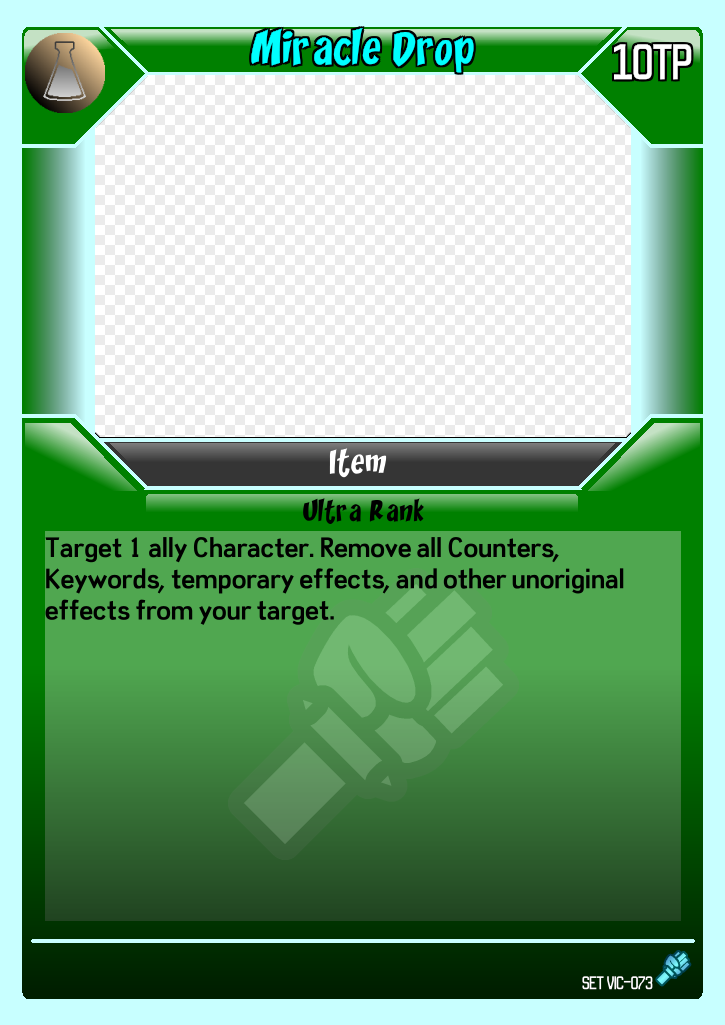 Miracle Drop
10TP
Item
Ultra Rank
Target 1 ally Character. Remove all Counters,
Keywords, temporary effects, and other unoriginal
effects from your target.
SET VIC-073